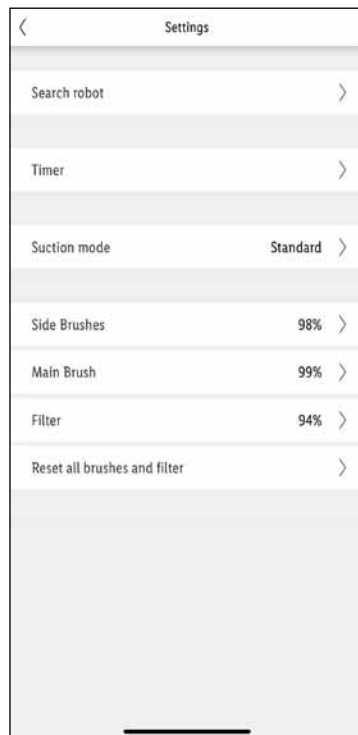 Settings
Search robot
Timer
Suction mode Standard
Side Brushes 98%
Main Brush 99%
Filter 94%
Reset all brushes and filter